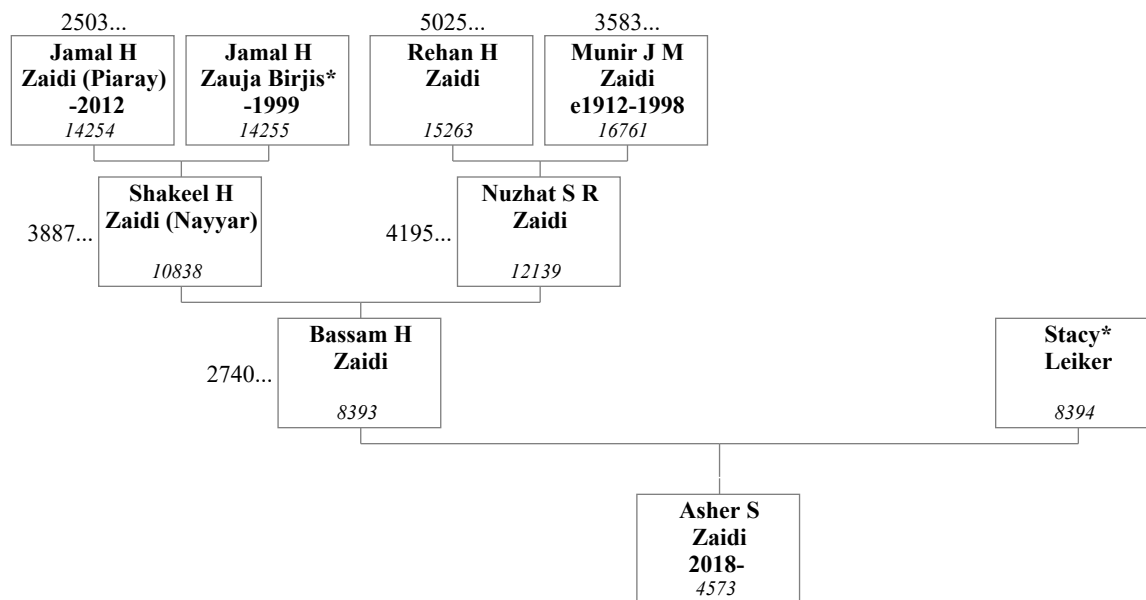 2503...
5025...
3583...
Jamal H
Zaidi (Piaray)
-2012
14254
Jamal H
Zauja Birjis*
-1999
14255
Rehan H
Zaidi
15263
Munir J M
Zaidi
e1912-1998
16761
3887...
Shakeel H
Zaidi (Nayyar)
10838
4195...
Nuzhat S R
Zaidi
12139
2740...
Bassam H
Zaidi
8393
Stacy*
Leiker
8394
Asher S
Zaidi
2018-
4573